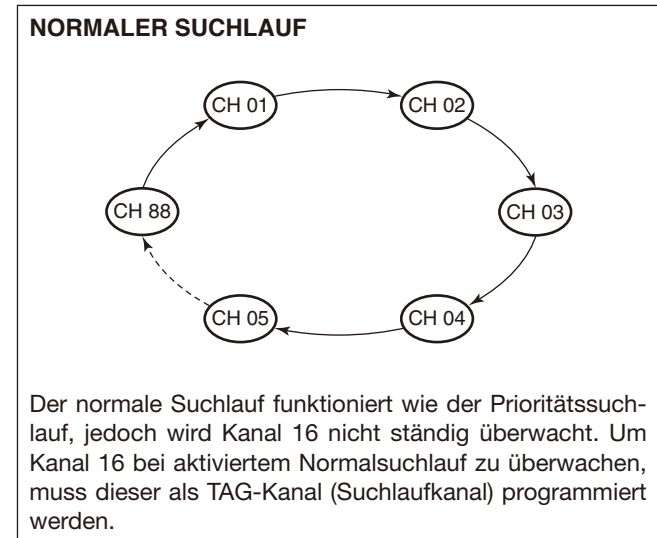 NORMALER SUCHLAUF
CH 01
CH 02
CH 88
CH 03
CH 05
CH 04
Der normale Suchlauf funktioniert wie der Prioritätssuch-
lauf, jedoch wird Kanal 16 nicht ständig überwacht. Um
Kanal 16 bei aktiviertem Normalsuchlauf zu überwachen,
muss dieser als TAG-Kanal (Suchlaufkanal) programmiert
werden.